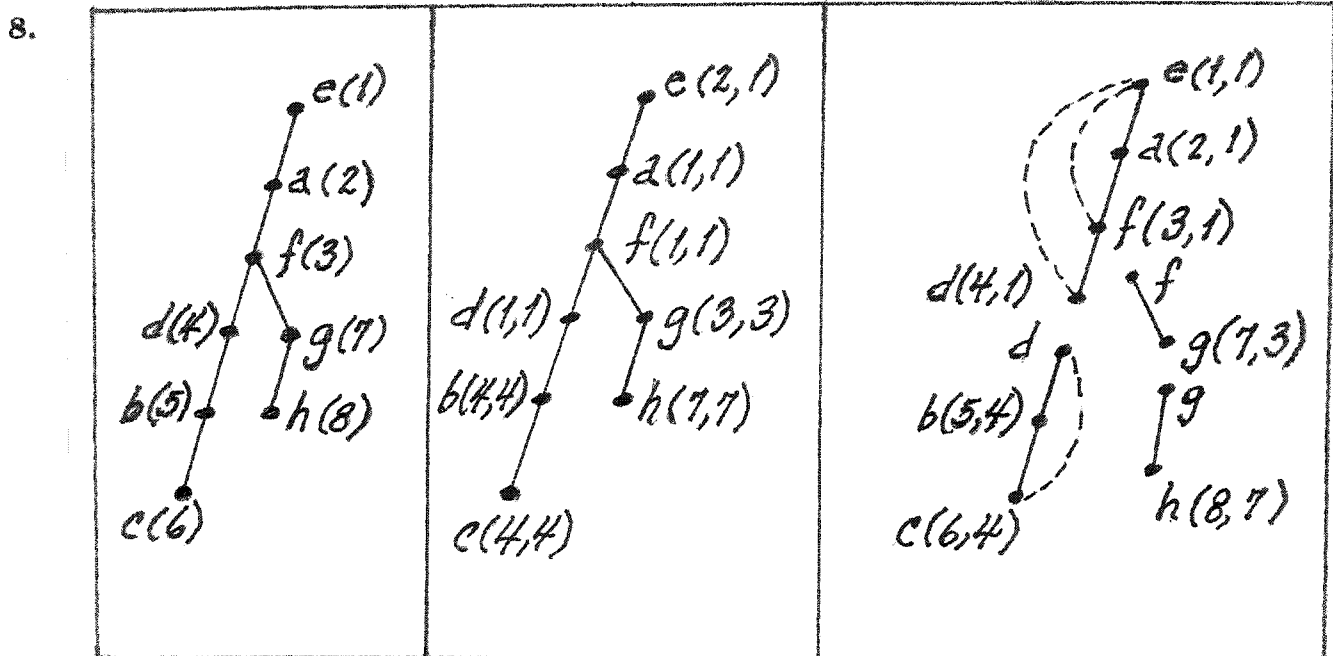 8.
e(1)
a(2)
f(3)
d(4)
g(7)
b(5)
h(8)
c(6)
e(2,1)
a(1,1)
f(1,1)
d(1,1)
g(3,3)
b(4,4)
h(7,7)
c(4,4)
e(1,1)
a(2,1)
f(3,1)
d(4,1)
f
d
g(7,3)
g
b(5,4)
h(8,7)
c(6,4)